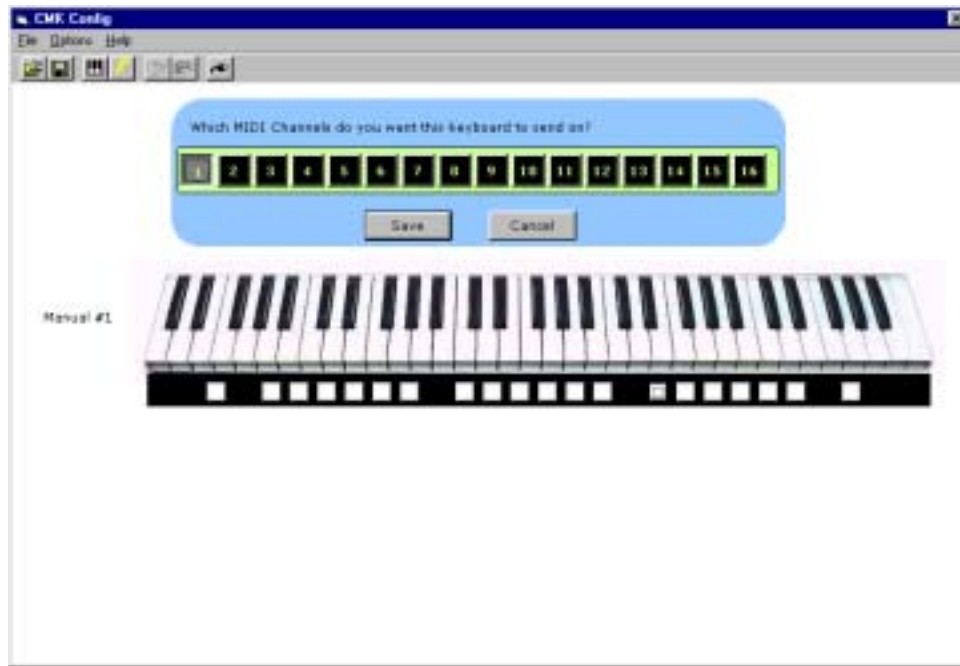 CMK Config
File Options Help
Which MIDI Channels do you want this keyboard to send on?
1 2 3 4 5 6 7 8 9 10 11 12 13 14 15 16
Save Cancel
Manual #1